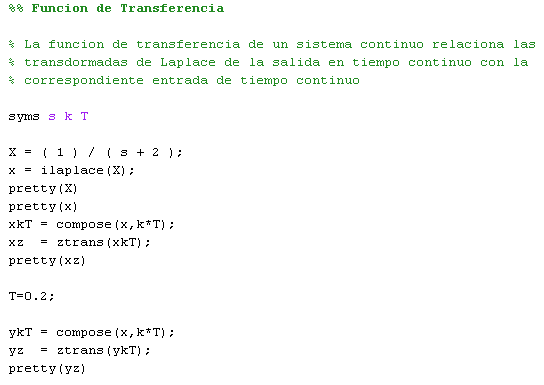 %% Funcion de Transferencia
% La funcion de transferencia de un sistema continuo relaciona las
% transdormadas de Laplace de la salida en tiempo continuo con la
% correspondiente entrada de tiempo continuo
syms s k T
X = ( 1 ) / ( s + 2 );
x = ilaplace(X);
pretty(X)
pretty(x)
xkT = compose(x,k*T);
xz  = ztrans(xkT);
pretty(xz)
T=0.2;
ykT = compose(x,k*T);
yz  = ztrans(ykT);
pretty(yz)